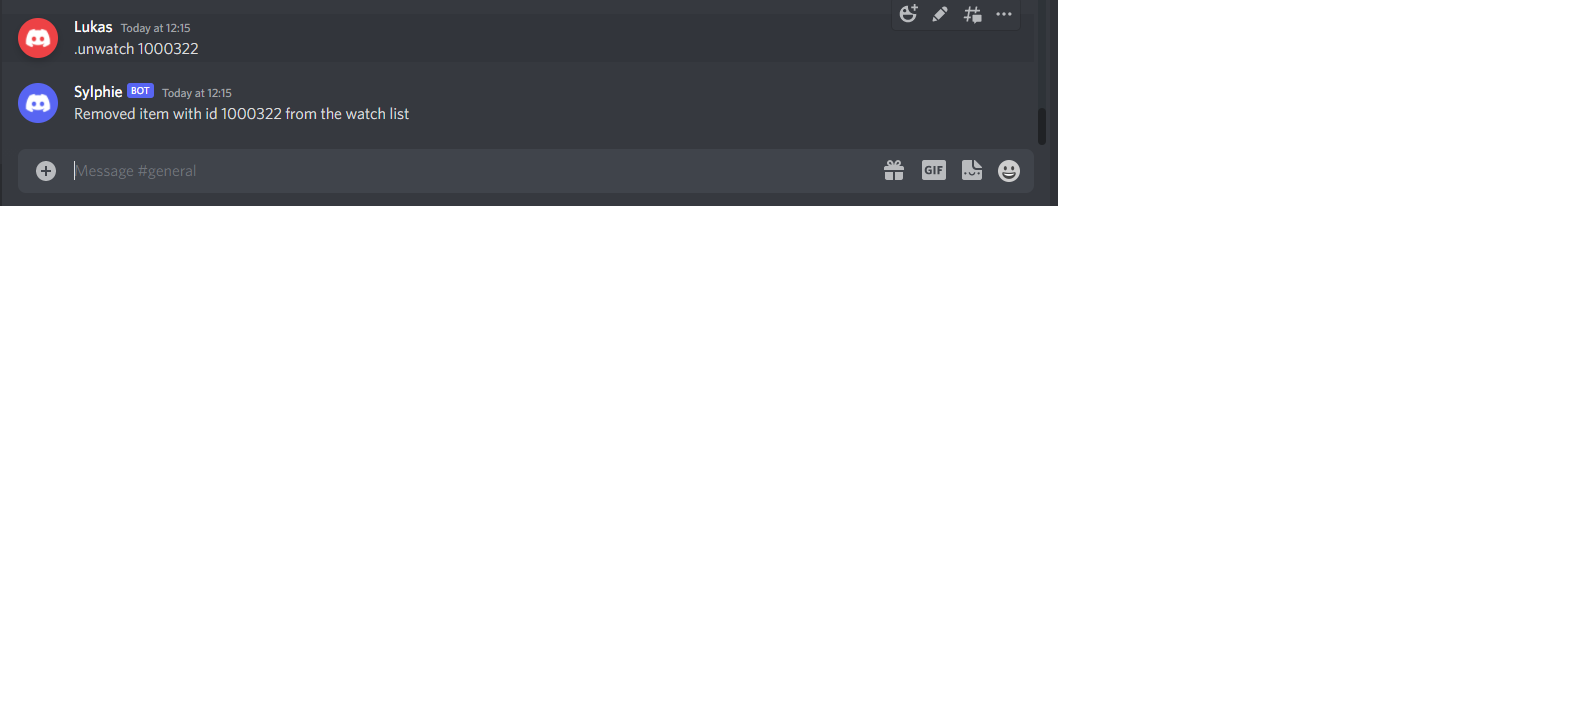 Lukas Today at 12:15
.unwatch 1000322
Sylphie BOT Today at 12:15
Removed item with id 1000322 from the watch list
Message #general
GIF